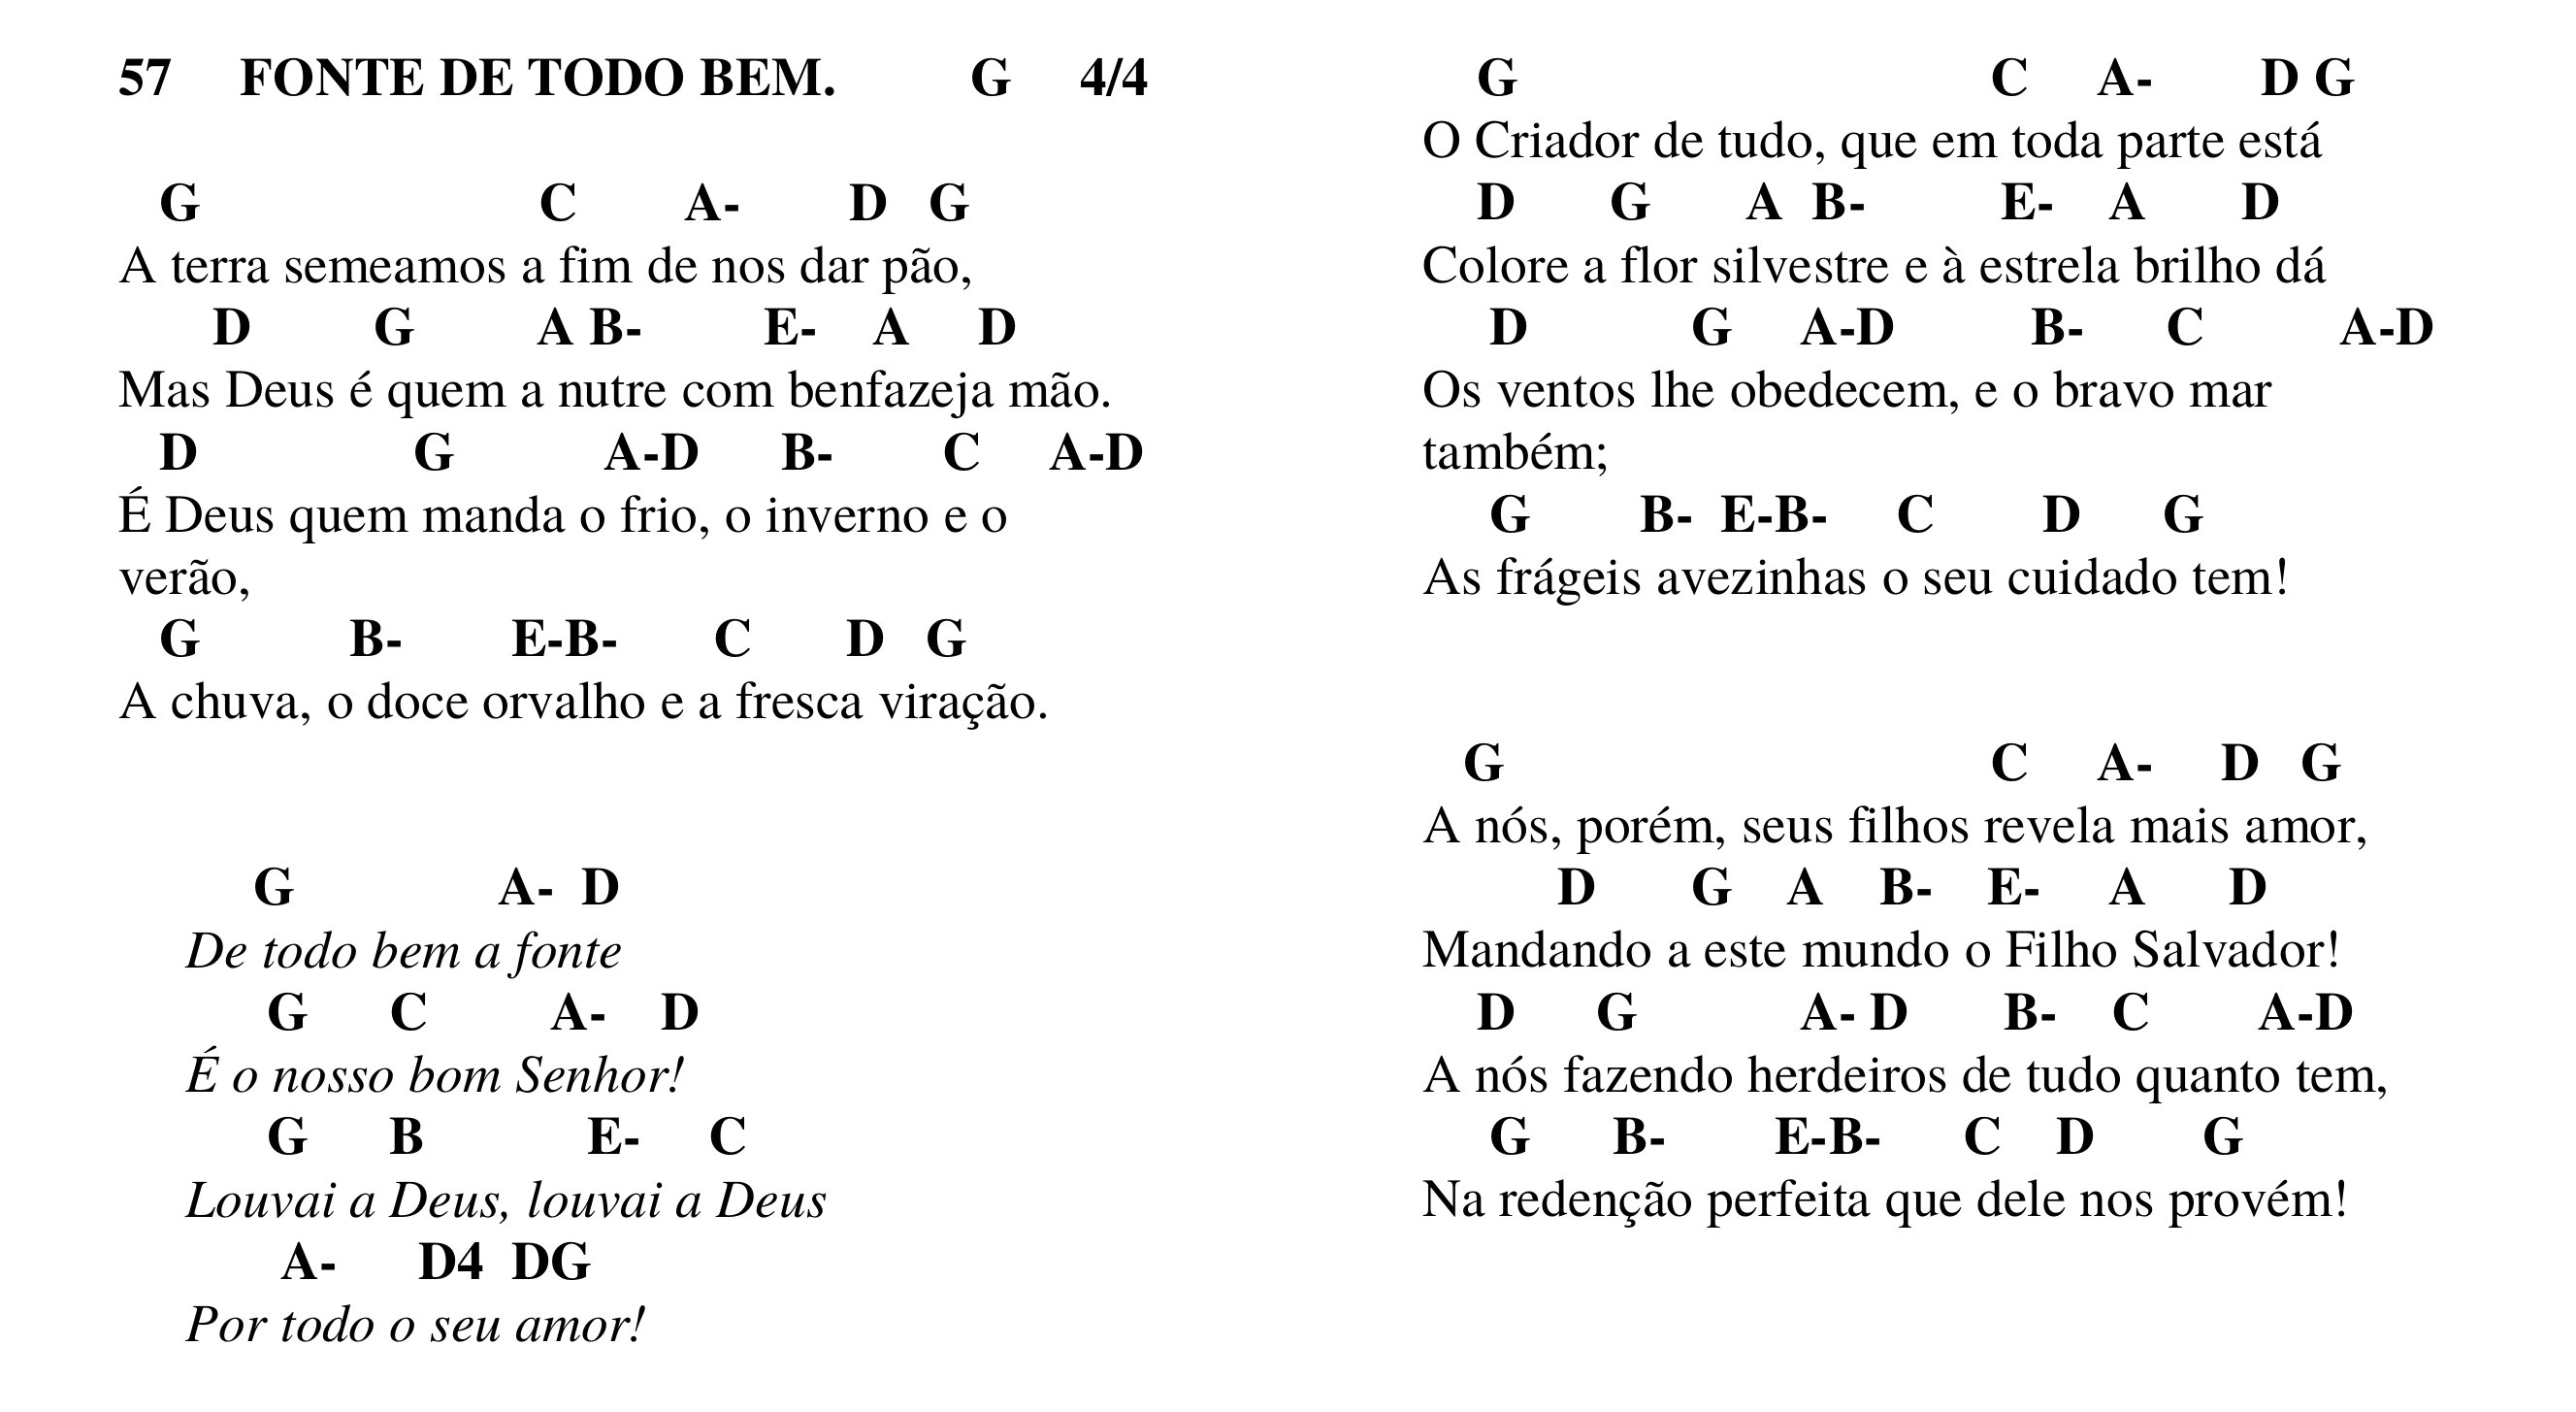 57 FONTE DE TODO BEM. G 4/4
G C A- D G
A terra semeamos a fim de nos dar pão,
D G A B- E- A D
Mas Deus é quem a nutre com benfazeja mão.
D G A-D B- C A-D
É Deus quem manda o frio, o inverno e o
verão,
G B- E-B- C D G
A chuva, o doce orvalho e a fresca viração.
G A- D
De todo bem a fonte
G C A- D
É o nosso bom Senhor!
G B E- C
Louvai a Deus, louvai a Deus
A- D4 DG
Por todo o seu amor!
G C A- D G
O Criador de tudo, que em toda parte está
D G A B- E- A D
Colore a flor silvestre e à estrela brilho dá
D G A-D B- C A-D
Os ventos lhe obedecem, e o bravo mar
também;
G B- E-B- C D G
As frágeis avezinhas o seu cuidado tem!
G C A- D G
A nós, porém, seus filhos revela mais amor,
D G A B- E- A D
Mandando a este mundo o Filho Salvador!
D G A- D B- C A-D
A nós fazendo herdeiros de tudo quanto tem,
G B- E-B- C D G
Na redenção perfeita que dele nos provém!